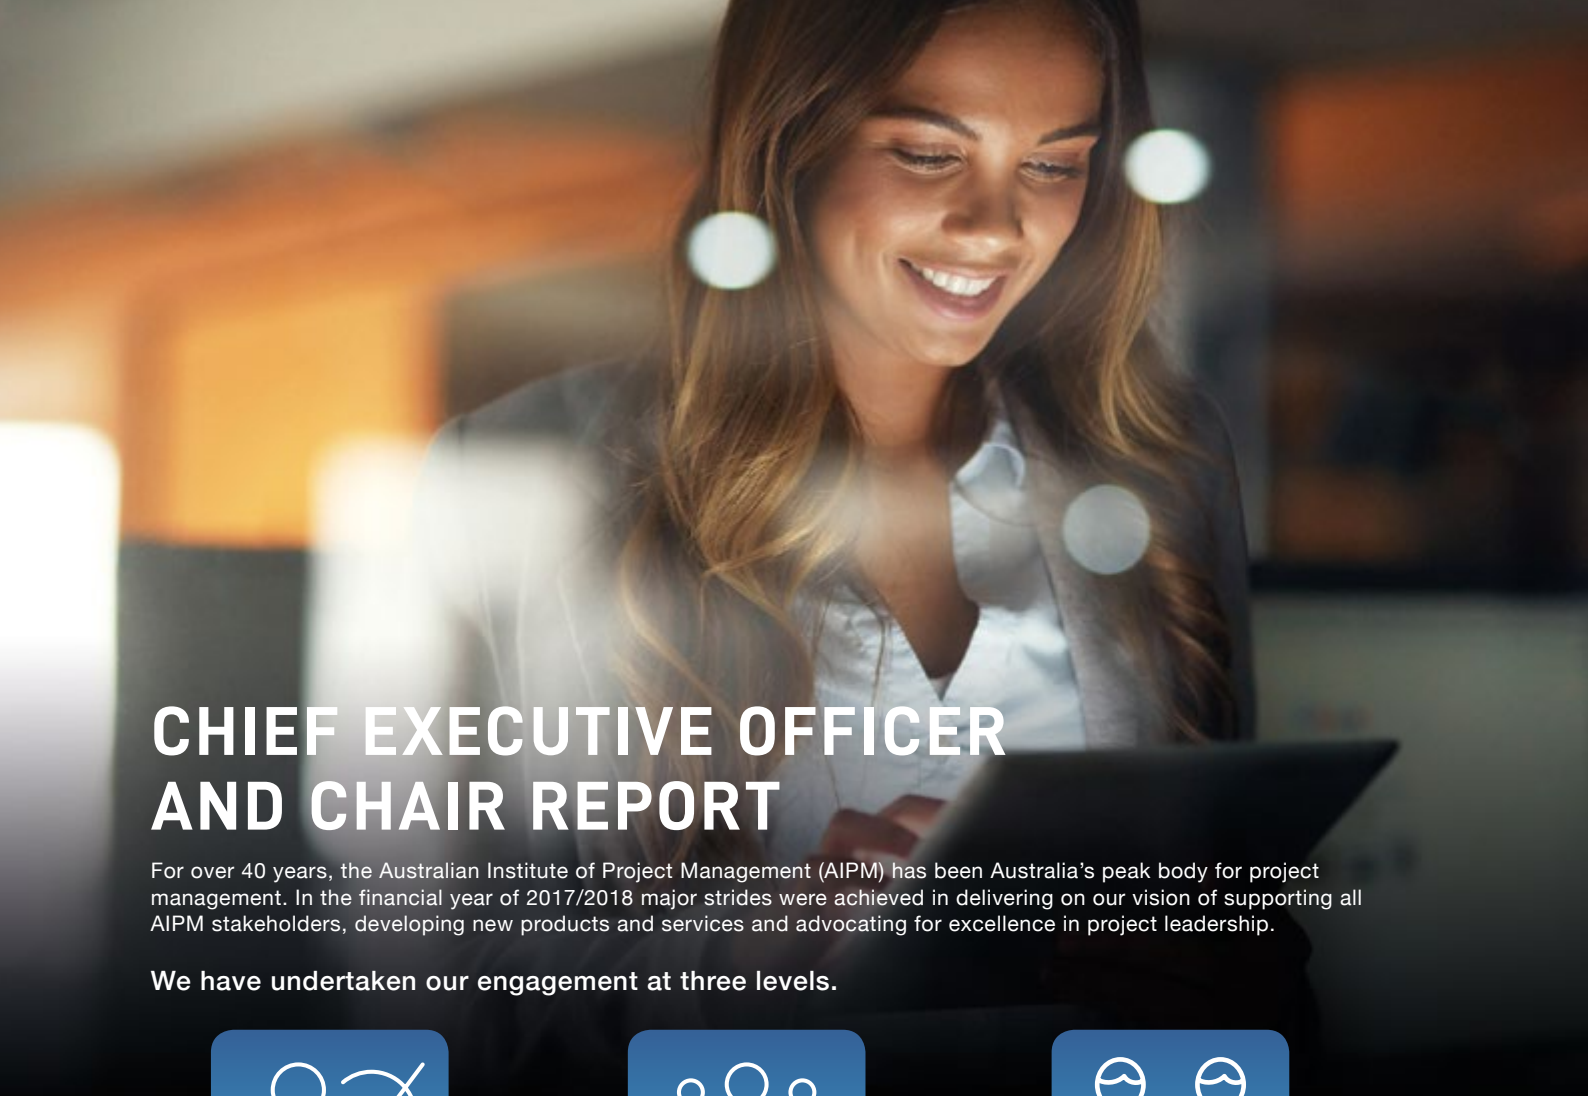 CHIEF EXECUTIVE OFFICER
AND CHAIR REPORT
For over 40 years, the Australian Institute of Project Management (AIPM) has been Australia’s peak body for project
management. In the financial year of 2017/2018 major strides were achieved in delivering on our vision of supporting all
AIPM stakeholders, developing new products and services and advocating for excellence in project leadership.
We have undertaken our engagement at three levels.